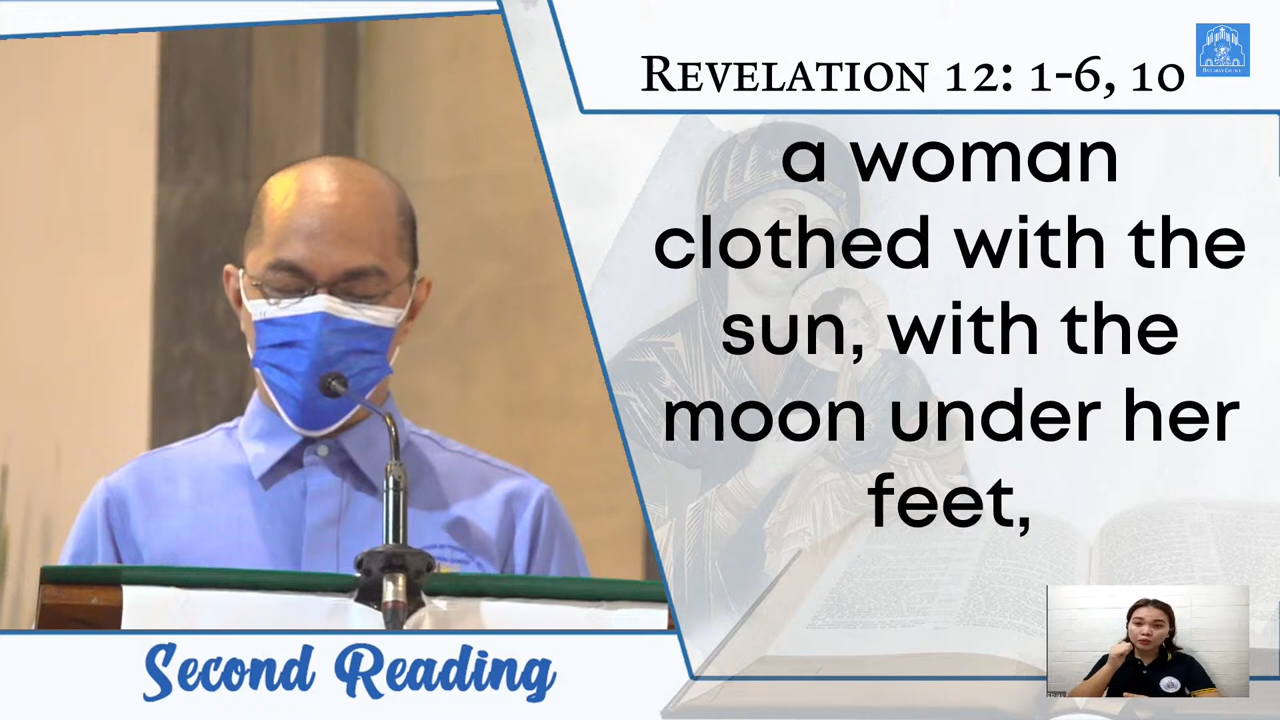 Revelation 12: 1-6, 10
a woman
clothed with the
sun, with the
moon under her
feet,
Second Reading